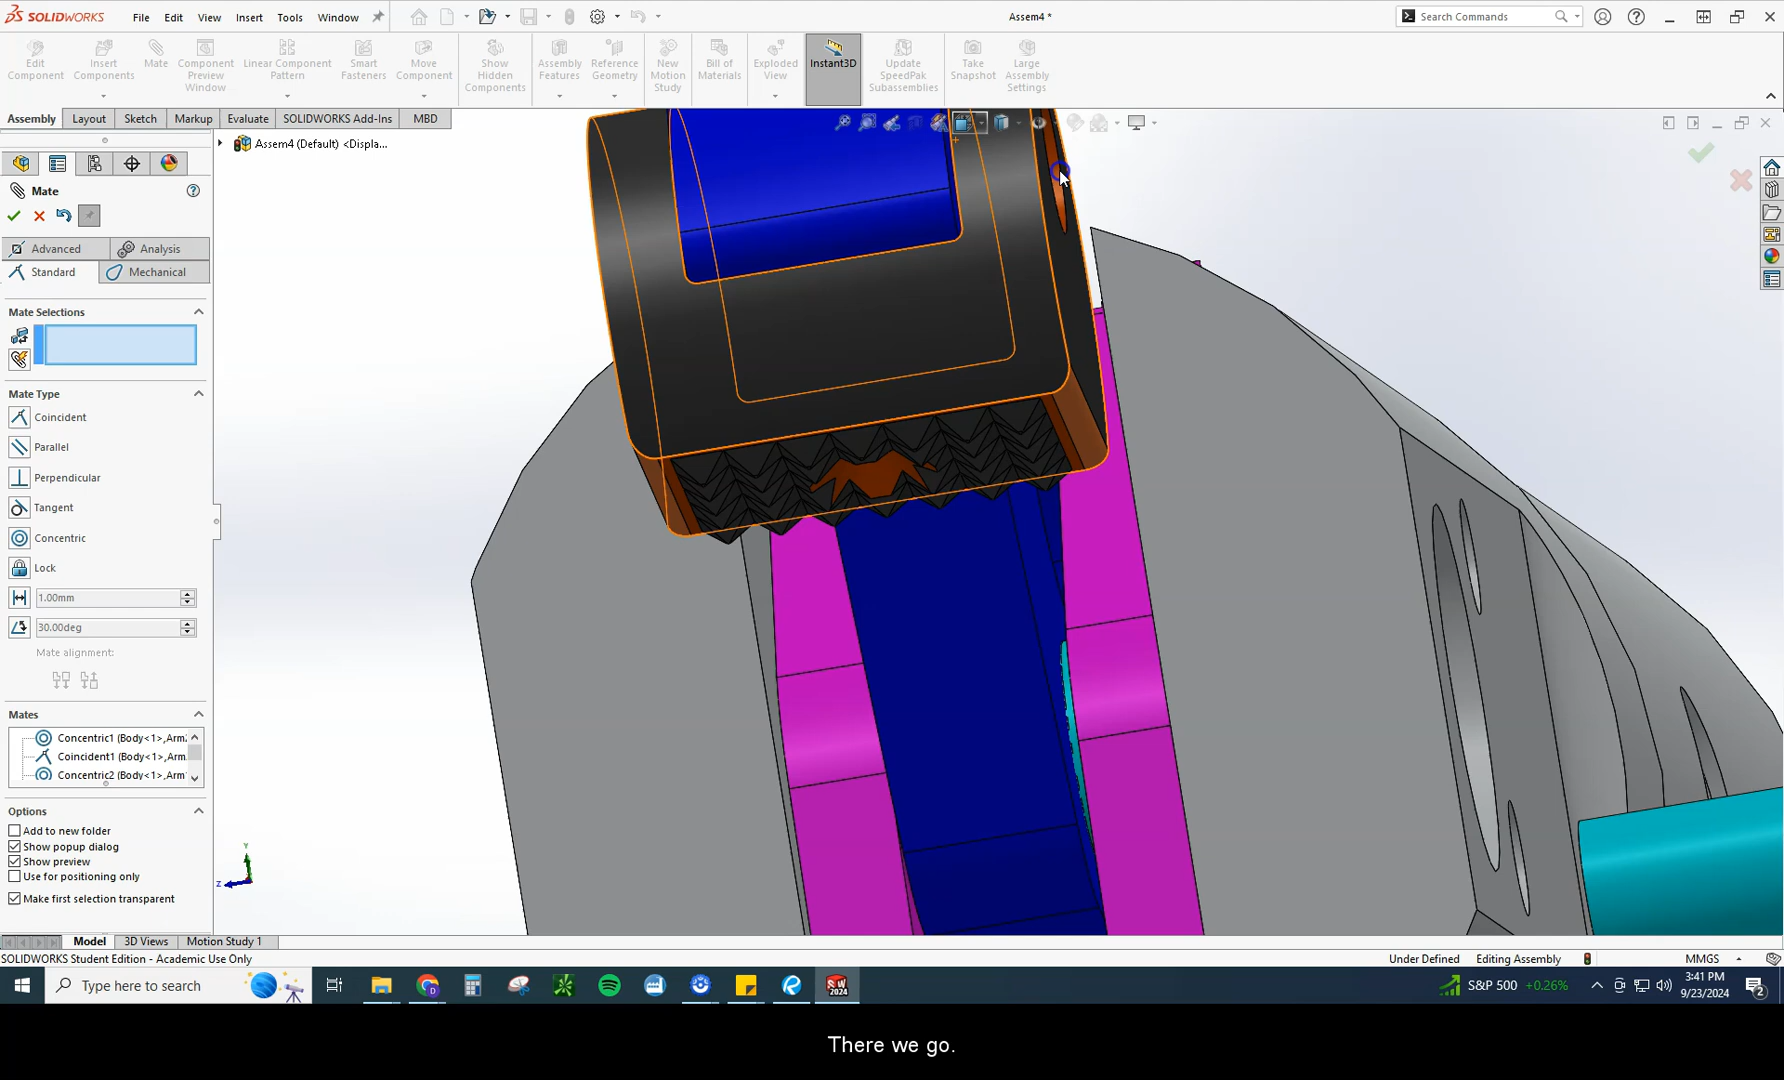 SOLIDWORKS File Edit View Insert Tools Window Assem4 * Search Commands
Edit Component Insert Components Mate Component Preview Window Linear Component Pattern Smart Fasteners Move Component Show Hidden Components Assembly Features Reference Geometry New Motion Study Bill of Materials Exploded View Instant3D Update SpeedPak Subassemblies Take Snapshot Large Assembly Settings
Assembly Layout Sketch Markup Evaluate SOLIDWORKS Add-Ins MBD
Assem4 (Default) <Displa...
Mate
Advanced Analysis
Standard Mechanical
Mate Selections
Mate Type
Coincident
Parallel
Perpendicular
Tangent
Concentric
Lock
1.00mm
30.00deg
Mate alignment:
Mates
Concentric1 (Body<1>,Arm2
Coincident1 (Body<1>,Arm.
Concentric2 (Body<1>,Arm
Options
Add to new folder
Show popup dialog
Show preview
Use for positioning only
Make first selection transparent
Y
Z
Model 3D Views Motion Study 1
SOLIDWORKS Student Edition - Academic Use Only Under Defined Editing Assembly MMGS
Type here to search S&P 500 +0.26% 3:41 PM
9/23/2024
There we go.